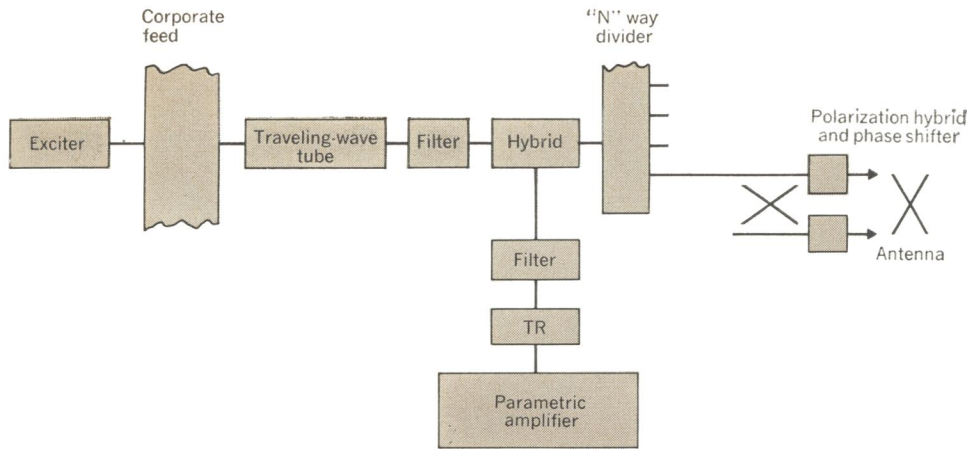 Corporate
feed
“N” way
divider
Polarization hybrid
and phase shifter
Exciter
Traveling-wave
tube
Filter
Hybrid
Antenna
Filter
TR
Parametric
amplifier